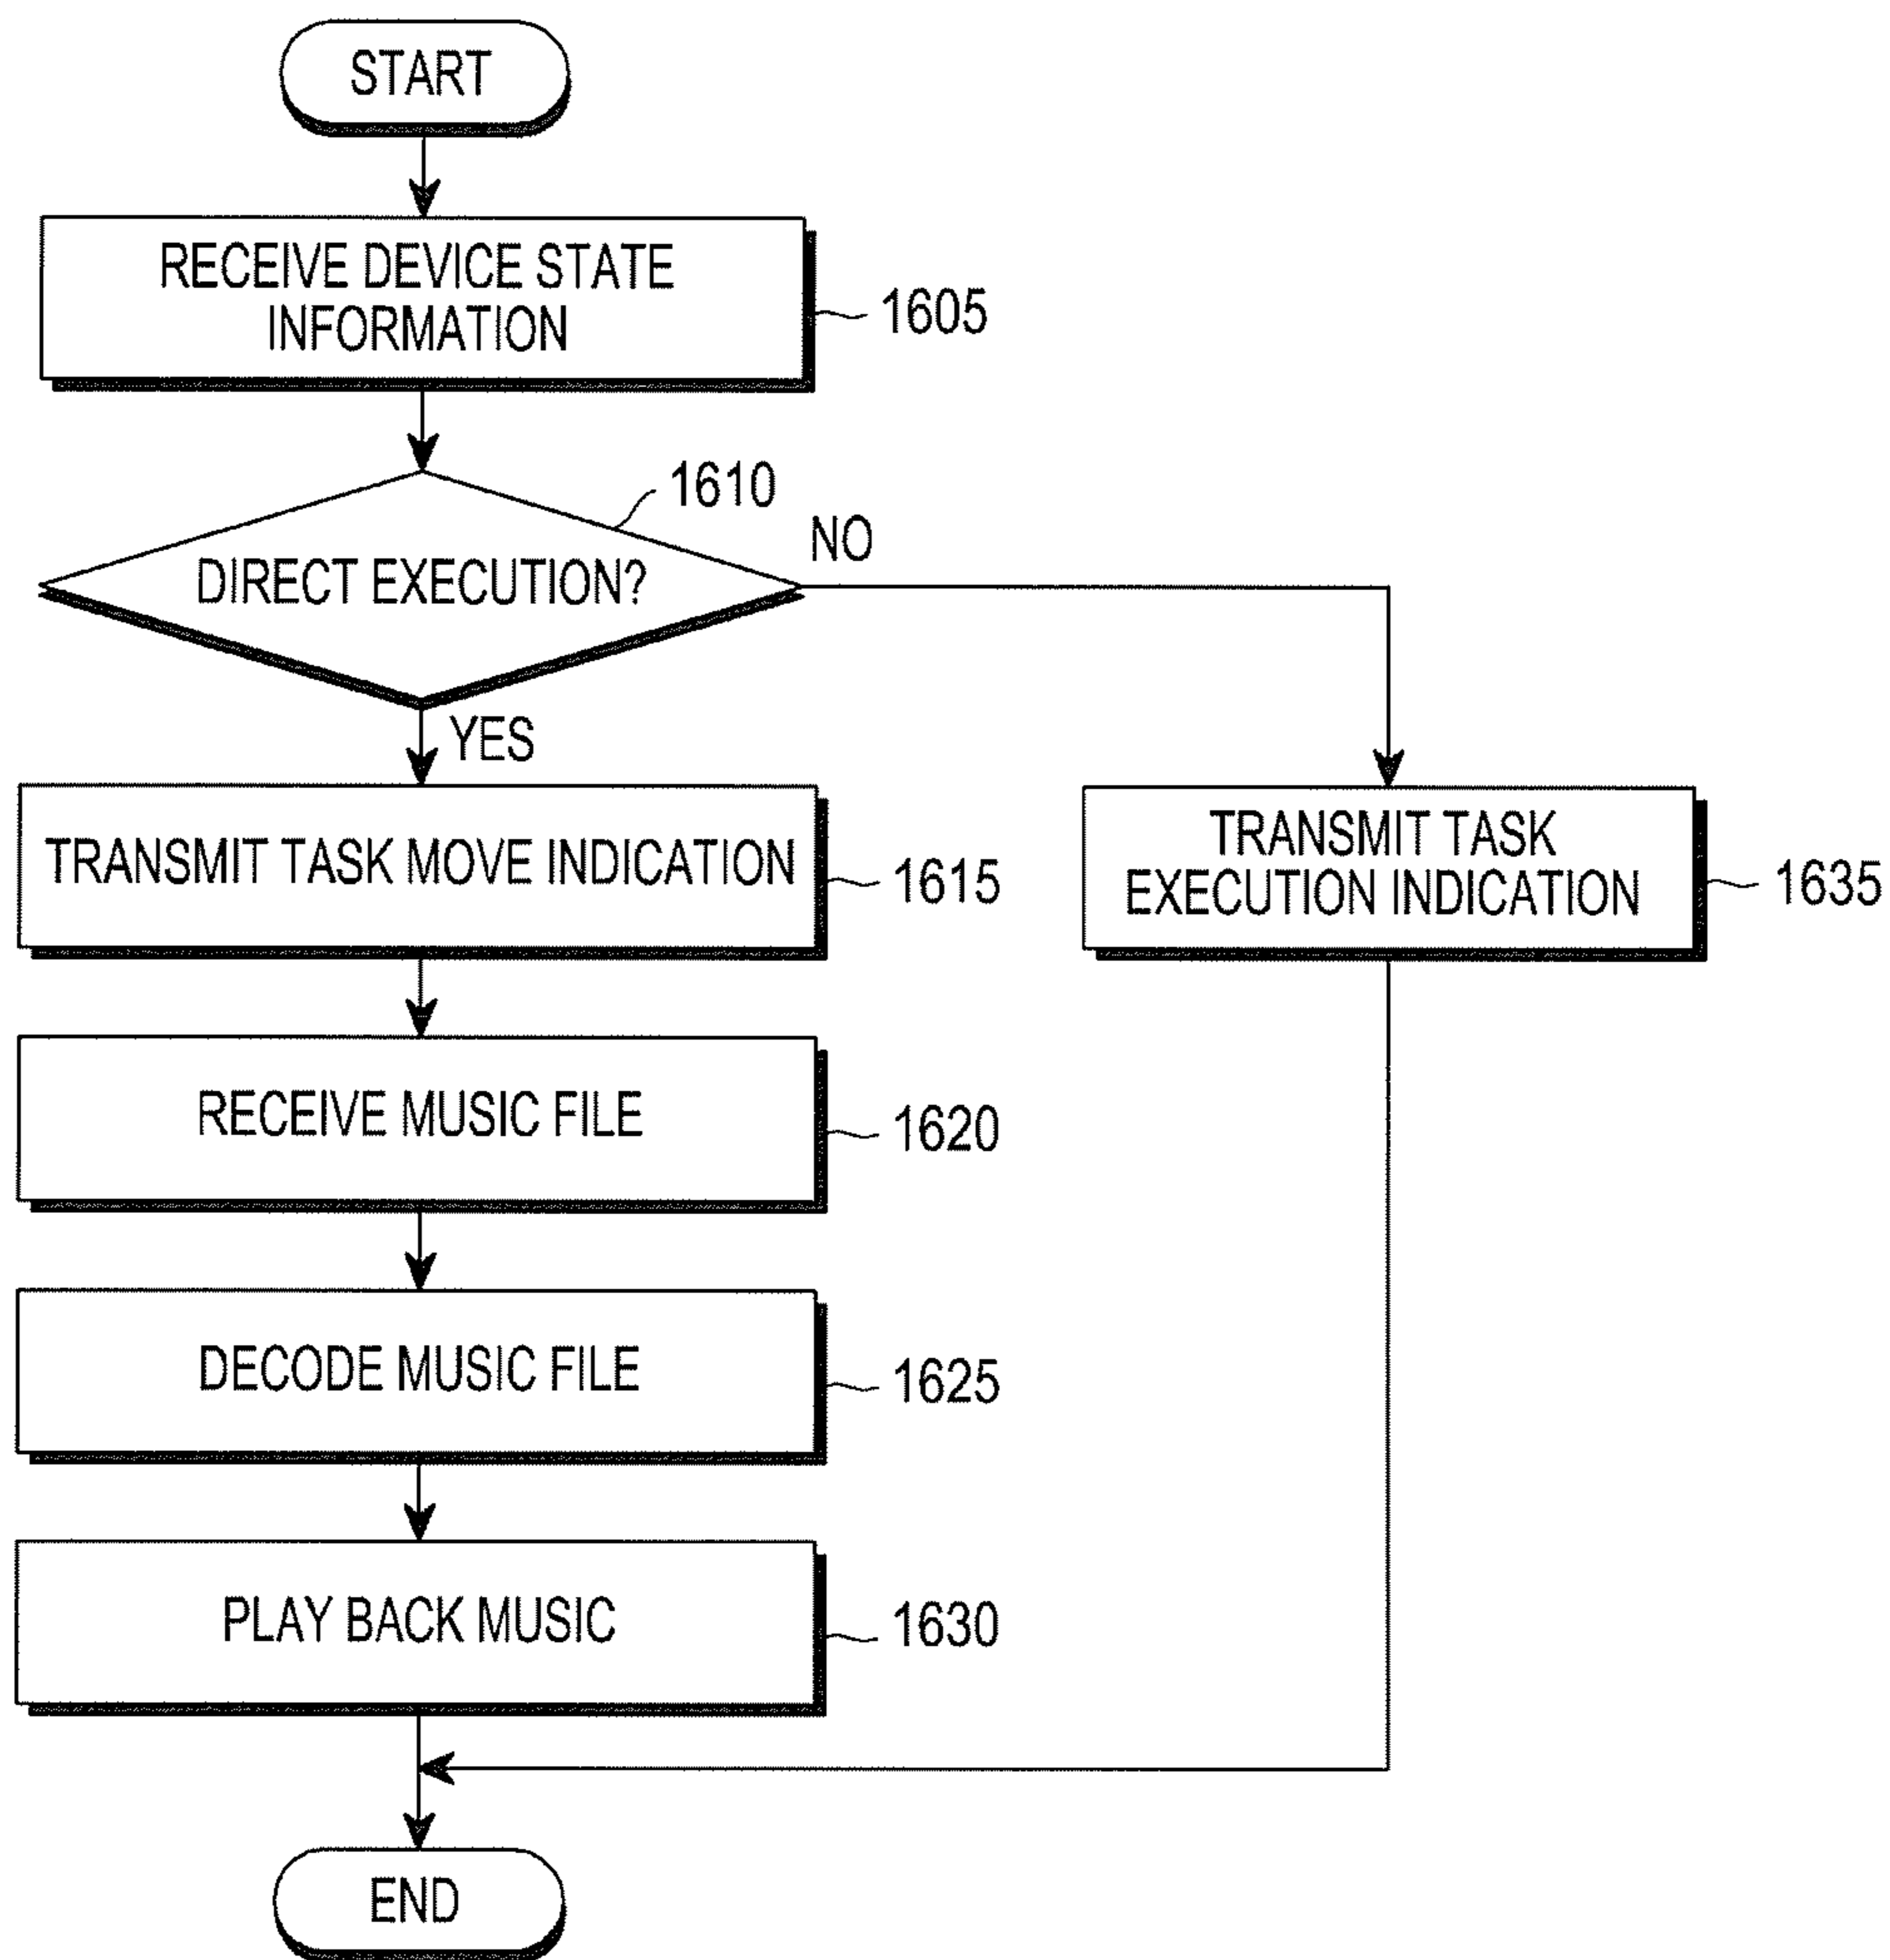 START
RECEIVE DEVICE STATE
INFORMATION
1605
1610
DIRECT EXECUTION?
NO
YES
TRANSMIT TASK MOVE INDICATION
1615
TRANSMIT TASK
EXECUTION INDICATION
1635
RECEIVE MUSIC FILE
1620
DECODE MUSIC FILE
1625
PLAY BACK MUSIC
1630
END